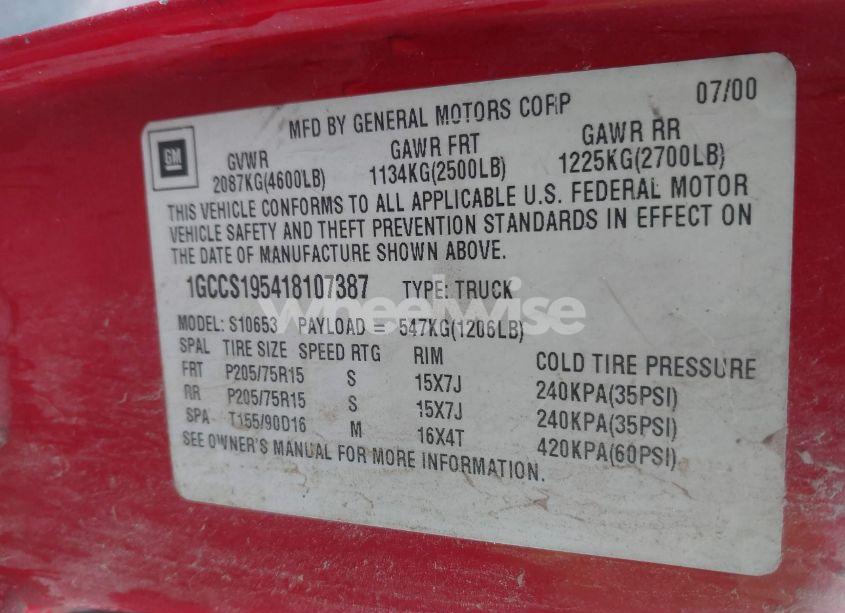 MFD BY GENERAL MOTORS CORP 07/00
GM
GVWR GAWR FRT GAWR RR
2087KG(4600LB) 1134KG(2500LB) 1225KG(2700LB)
THIS VEHICLE CONFORMS TO ALL APPLICABLE U.S. FEDERAL MOTOR
VEHICLE SAFETY AND THEFT PREVENTION STANDARDS IN EFFECT ON
THE DATE OF MANUFACTURE SHOWN ABOVE.
1GCCS195418107387 TYPE: TRUCK
wheelwise
MODEL: S10653 PAYLOAD = 547KG(1206LB)
SPAL TIRE SIZE SPEED RTG RIM COLD TIRE PRESSURE
FRT P205/75R15 S 15X7J 240KPA(35PSI)
RR P205/75R15 S 15X7J 240KPA(35PSI)
SPA T155/90D16 M 16X4T 420KPA(60PSI)
SEE OWNER'S MANUAL FOR MORE INFORMATION.